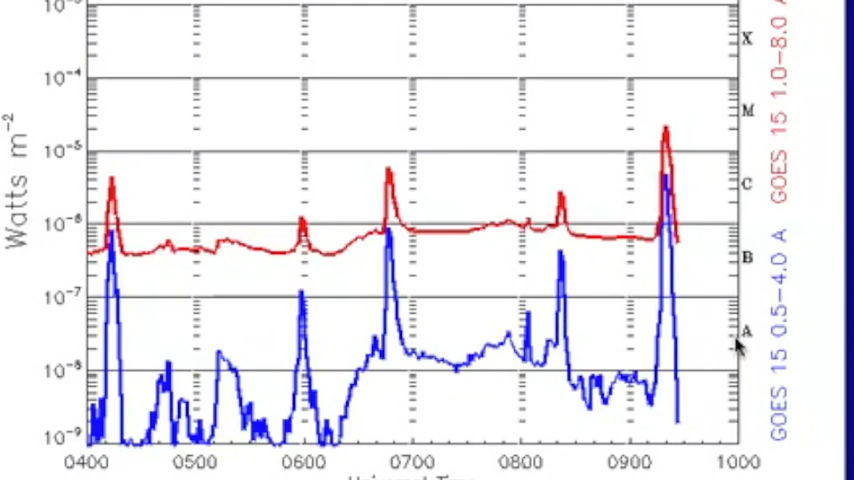 X
10⁻⁴
M
10⁻⁵
C
10⁻⁶
B
10⁻⁷
A
10⁻⁸
10⁻⁹
0400 0500 0600 0700 0800 0900 1000
Watts m⁻²
GOES 15 1.0–8.0 A
GOES 15 0.5–4.0 A